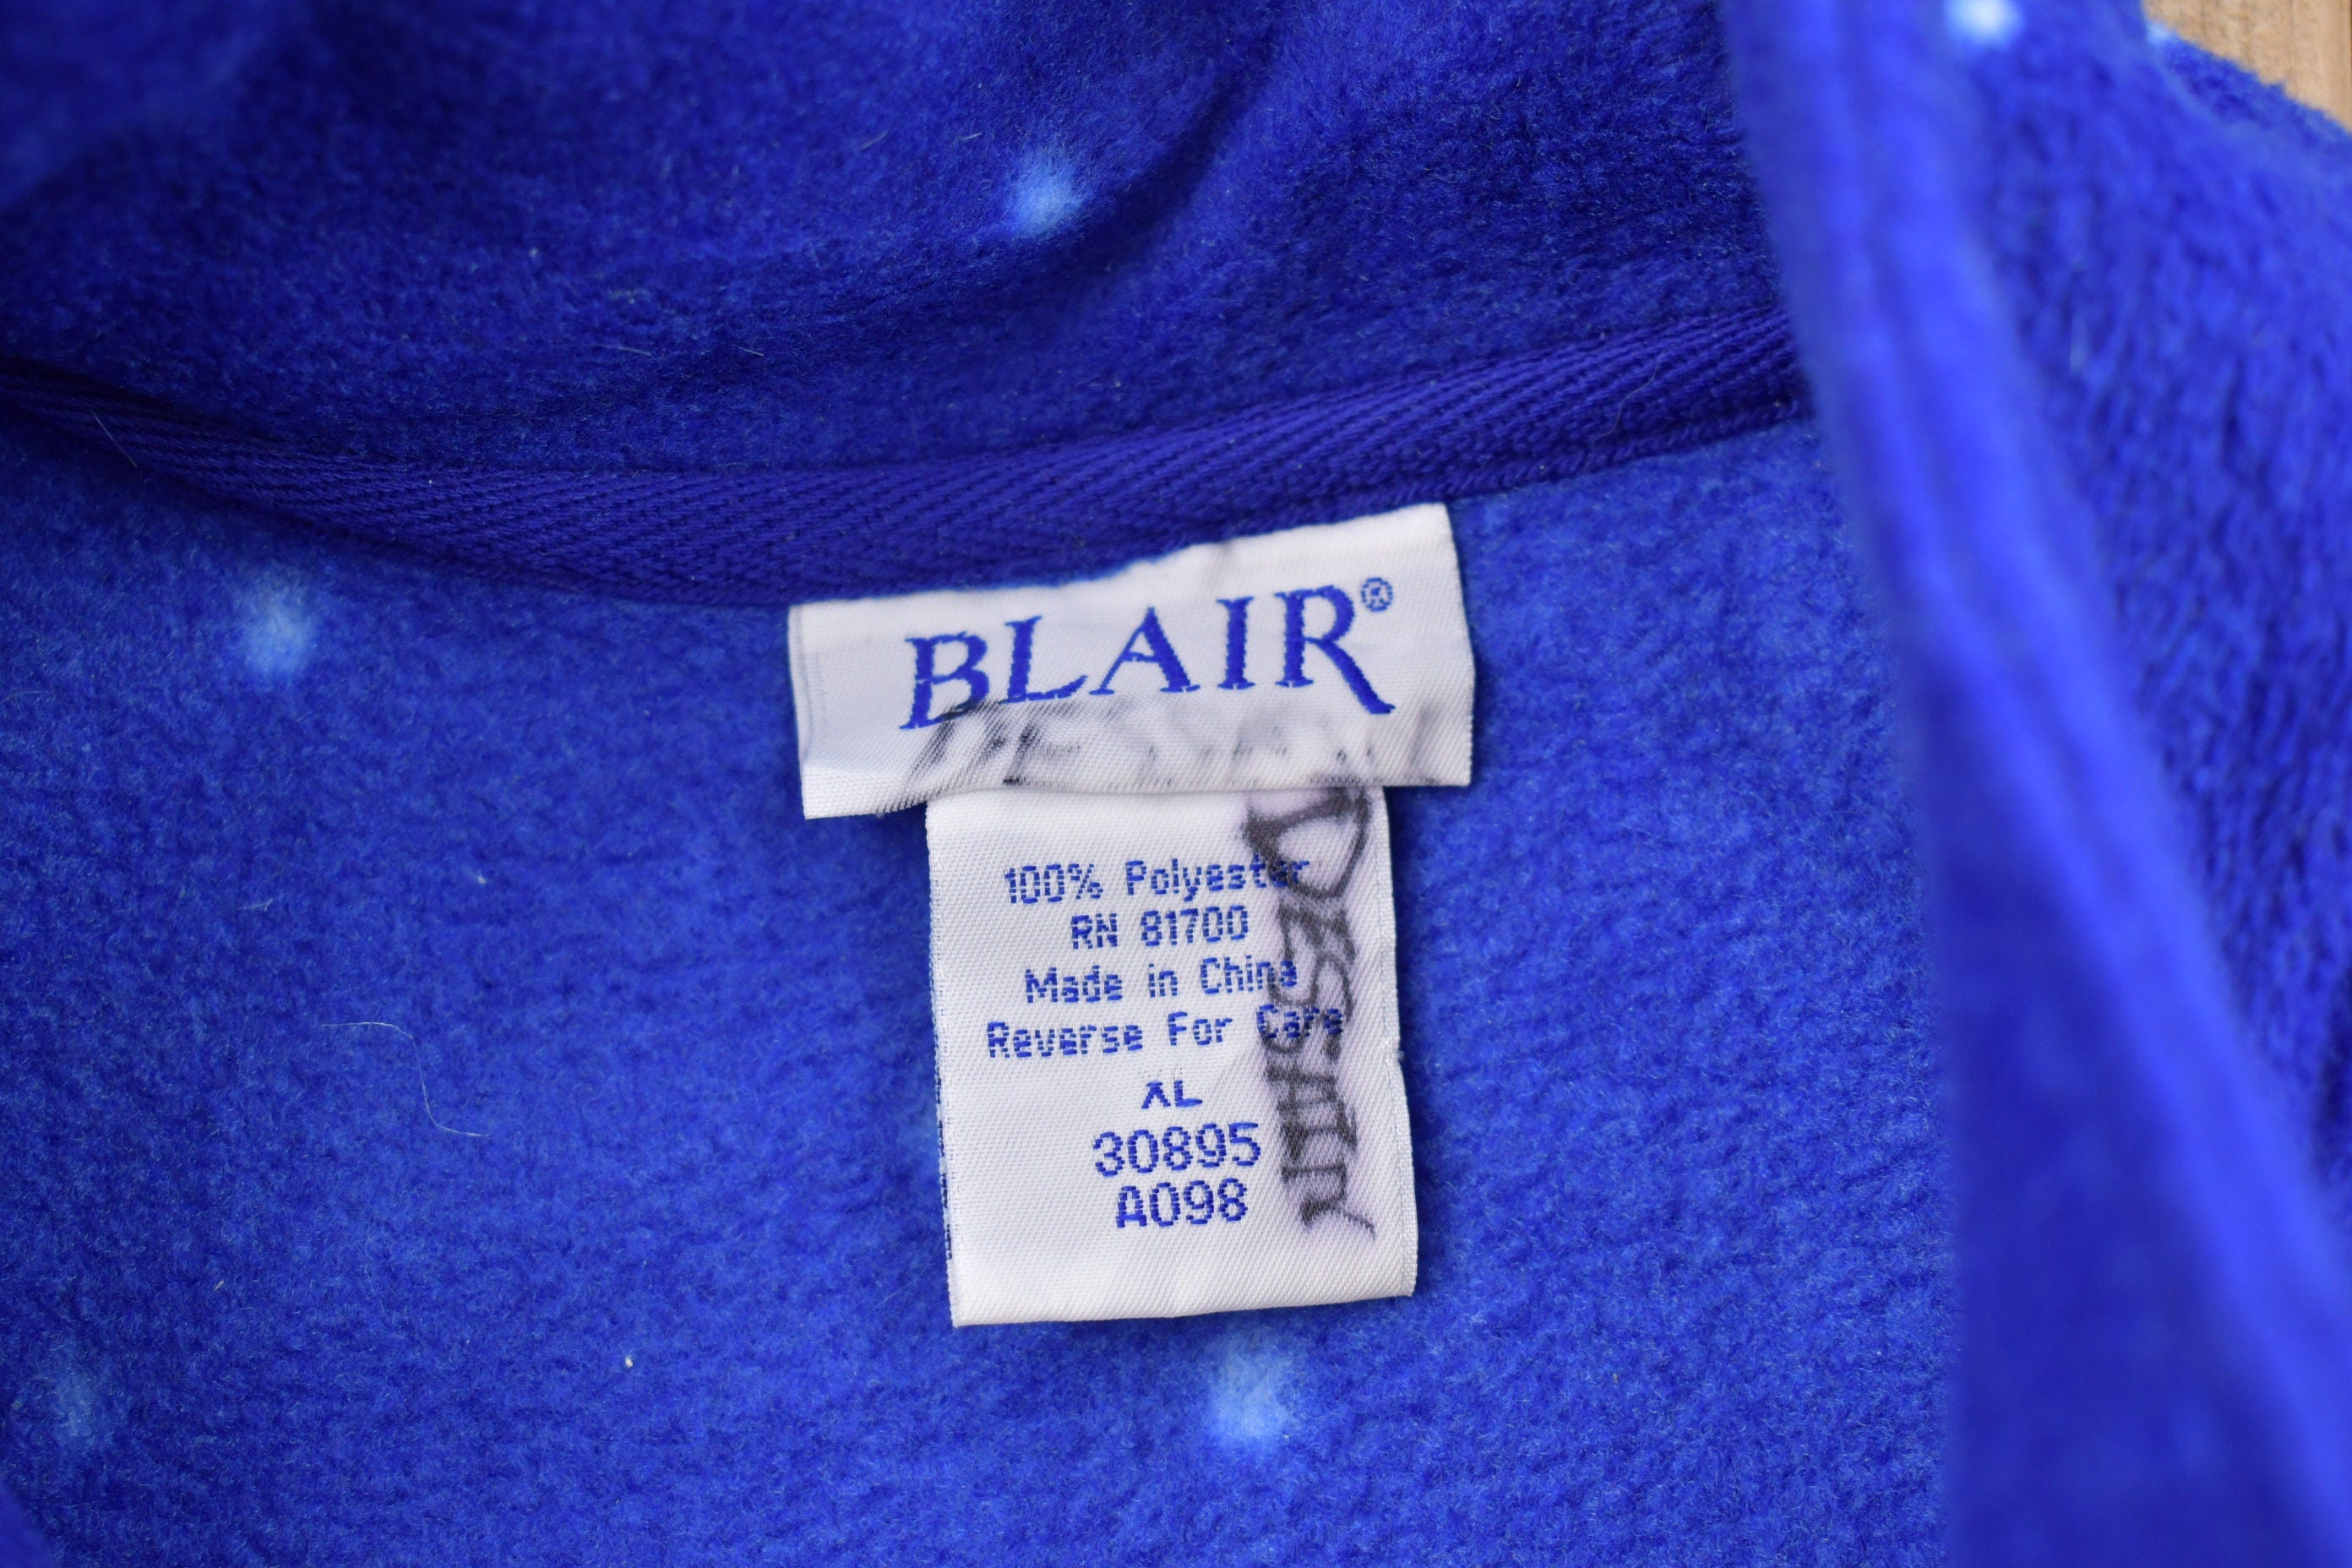 BLAIR®
100% Polyester
RN 81700
Made in China
Reverse For Care
XL
30895
A098